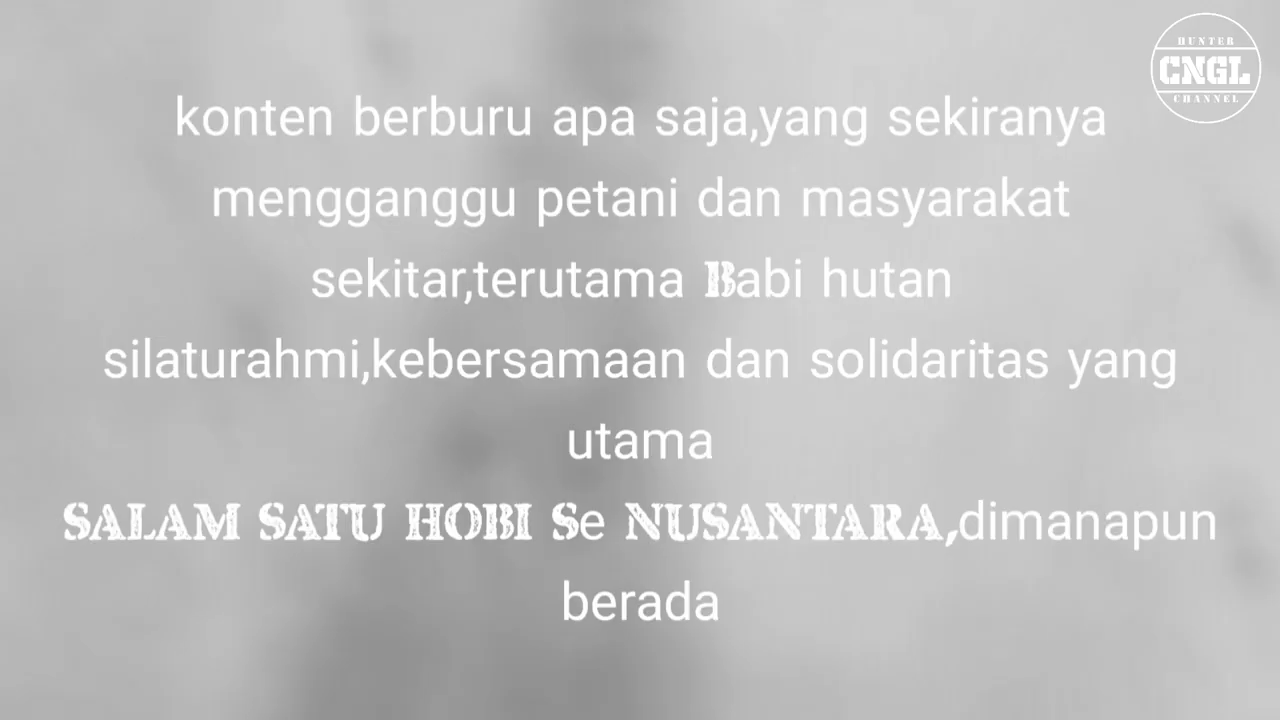 HUNTER
CNGL
CHANNEL
konten berburu apa saja,yang sekiranya
mengganggu petani dan masyarakat
sekitar,terutama Babi hutan
silaturahmi,kebersamaan dan solidaritas yang
utama
SALAM SATU HOBI Se NUSANTARA,dimanapun
berada